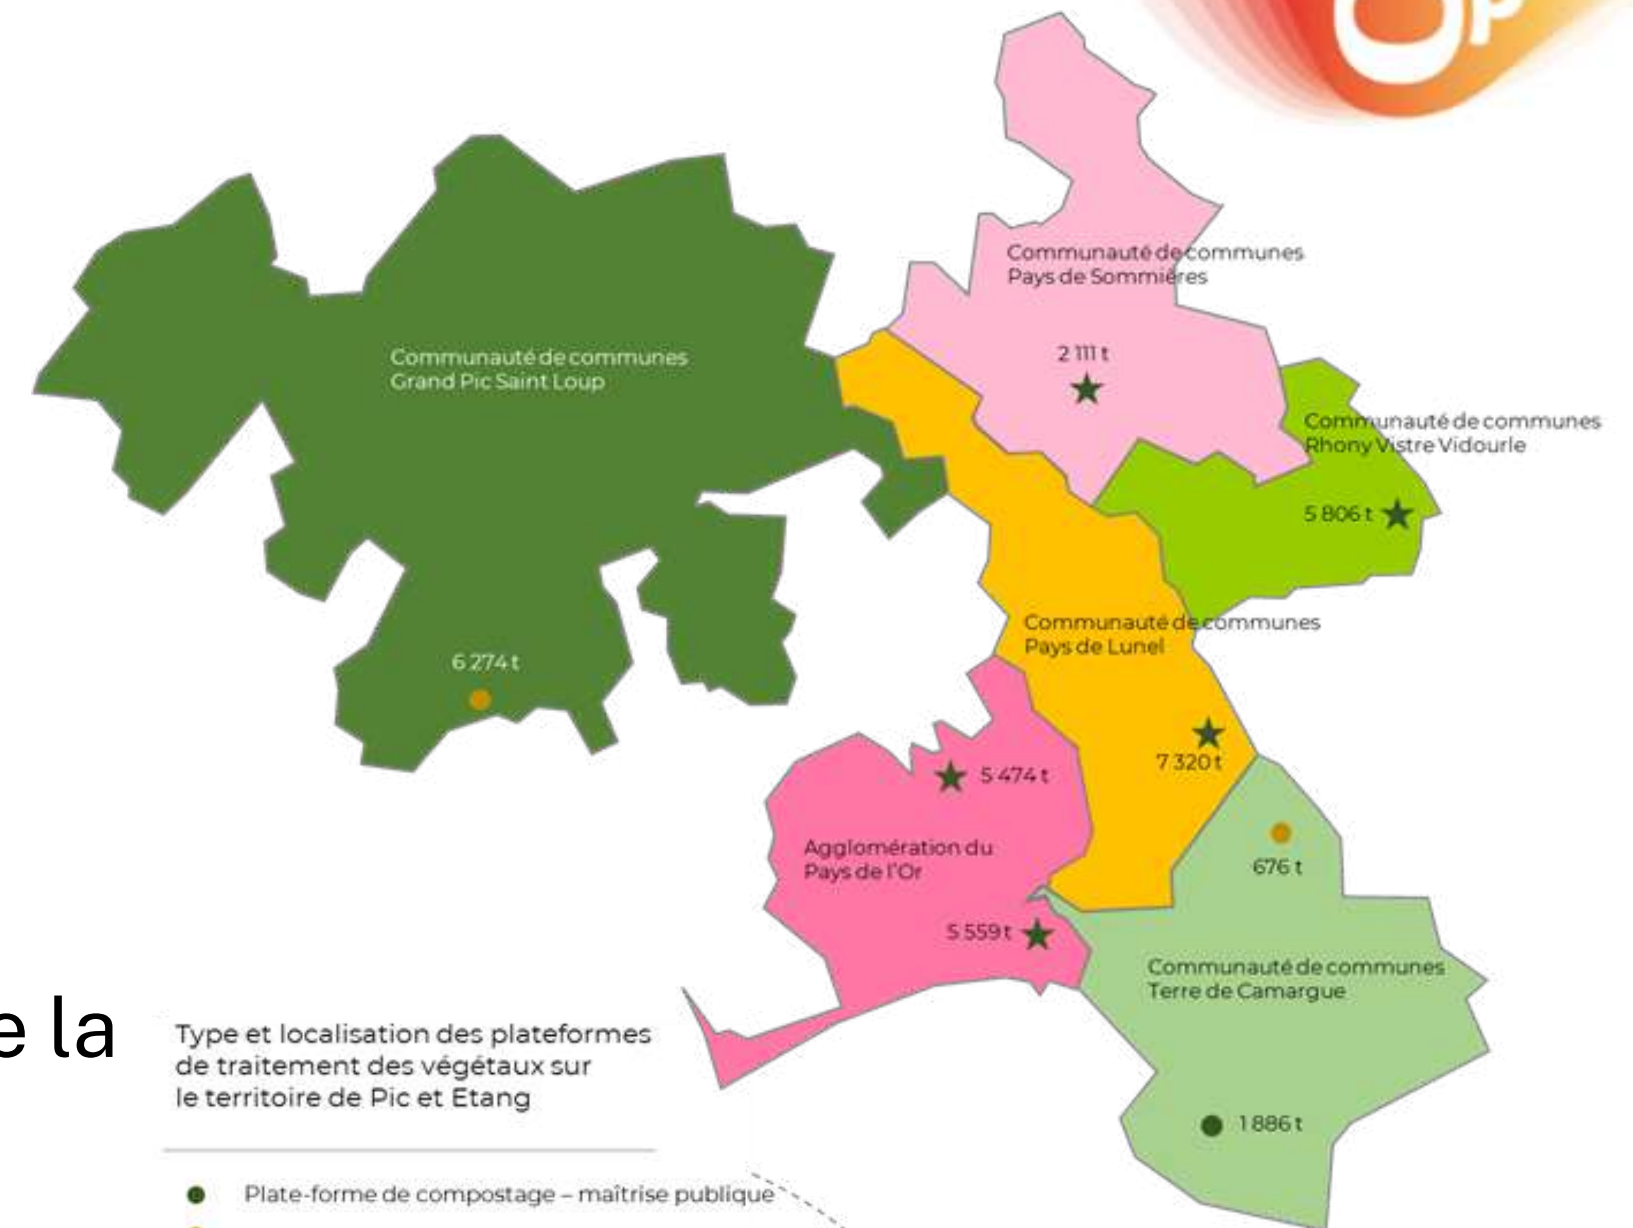 Op
Communauté de communes
Pays de Sommières
2 111 t
Communauté de communes
Grand Pic Saint Loup
Communauté de communes
Rhony Vistre Vidourle
5 806 t
Communauté de communes
Pays de Lunel
6 274 t
7 320 t
5 474 t
Agglomération du
Pays de l'Or
676 t
5 559 t
Communauté de communes
Terre de Camargue
e la
Type et localisation des plateformes
de traitement des végétaux sur
le territoire de Pic et Etang
1 886 t
Plate-forme de compostage – maîtrise publique